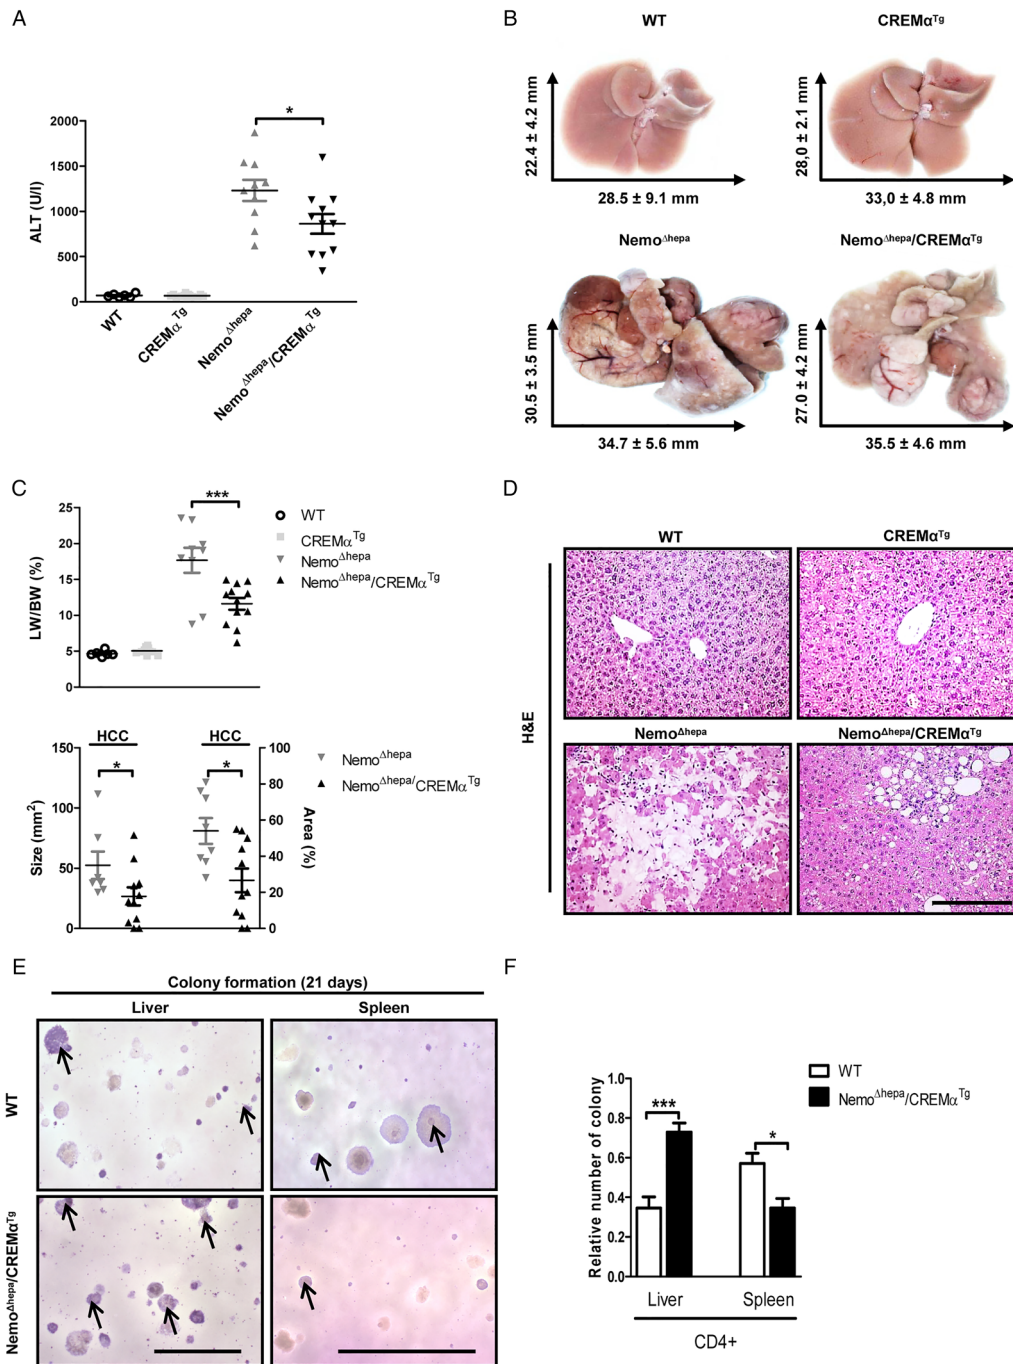 A
ALT (U/l)
2000
1500
1000
500
0
*
WT
CREMα^Tg
Nemo^Δhepa
Nemo^Δhepa/CREMα^Tg
B
WT
22.4 ± 4.2 mm
28.5 ± 9.1 mm
CREMα^Tg
28,0 ± 2.1 mm
33,0 ± 4.8 mm
Nemo^Δhepa
30.5 ± 3.5 mm
34.7 ± 5.6 mm
Nemo^Δhepa/CREMα^Tg
27.0 ± 4.2 mm
35.5 ± 4.6 mm
C
LW/BW (%)
25
20
15
10
5
0
***
WT
CREMα^Tg
Nemo^Δhepa
Nemo^Δhepa/CREMα^Tg
HCC
HCC
*
*
Size (mm²)
150
100
50
0
100
80
60
40
20
0
Area (%)
Nemo^Δhepa
Nemo^Δhepa/CREMα^Tg
D
H&E
WT
CREMα^Tg
Nemo^Δhepa
Nemo^Δhepa/CREMα^Tg
E
Colony formation (21 days)
Liver
Spleen
WT
Nemo^Δhepa/CREMα^Tg
F
WT
Nemo^Δhepa/CREMα^Tg
Relative number of colony
1.0
0.8
0.6
0.4
0.2
0.0
***
*
Liver
Spleen
CD4+